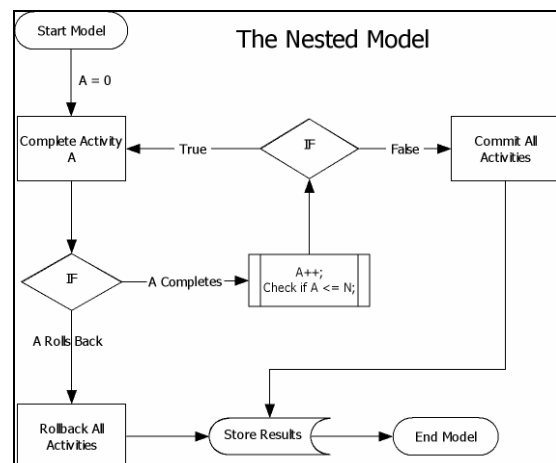 Start Model
The Nested Model
A = 0
Complete Activity
A
True
IF
False
Commit All
Activities
IF
A Completes
A++;
Check if A <= N;
A Rolls Back
Rollback All
Activities
Store Results
End Model